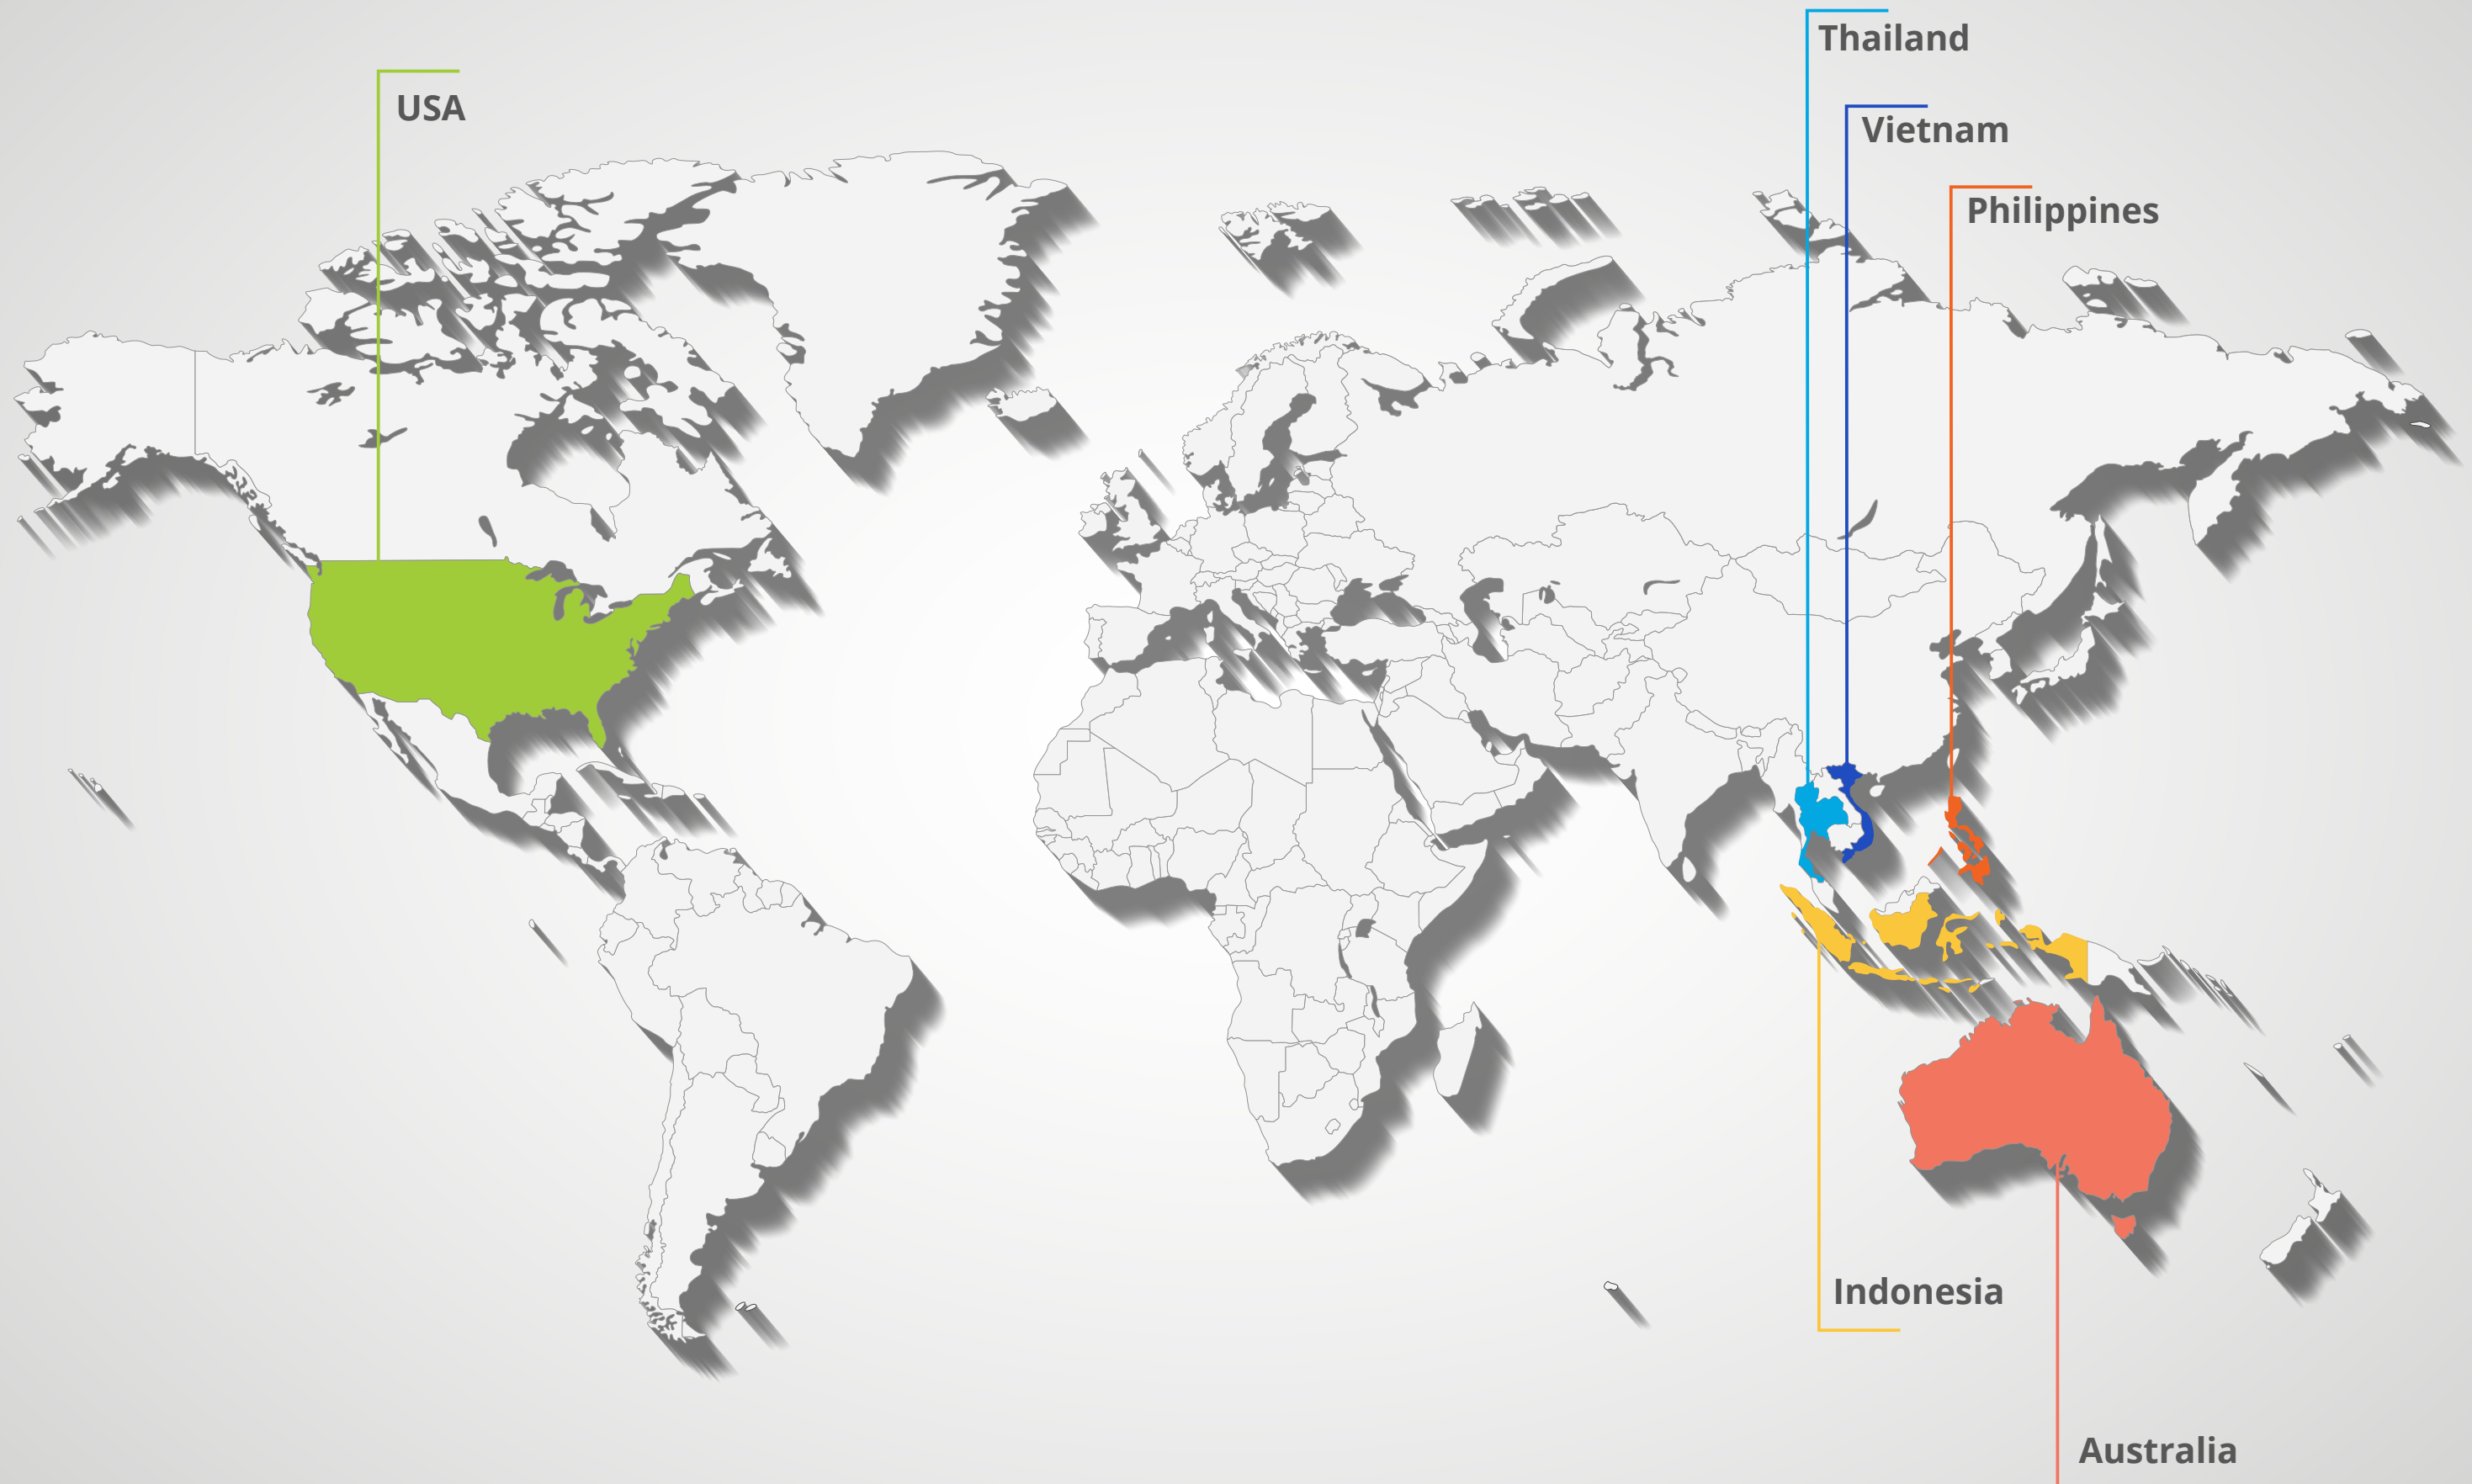 Thailand
USA
Vietnam
Philippines
Indonesia
Australia